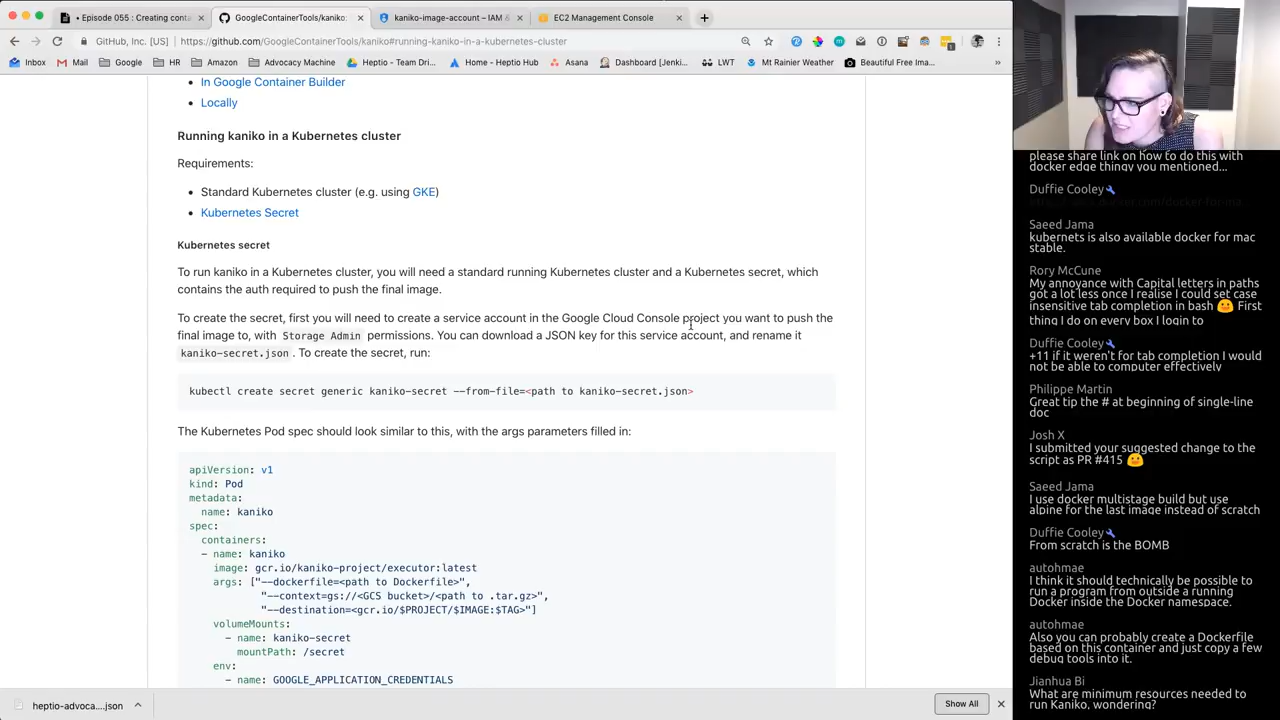 • Episode 055 : Creating conta
GoogleContainerTools/kaniko:
kaniko-image-account – IAM &
EC2 Management Console
GitHub, Inc. [US] | https://github.com/GoogleContainerTools/kaniko#running-kaniko-in-a-kubernetes-cluster
Inbox
Mail
Google
HR
Amazon
Advocacy Machine
Heptio - Team Dri...
Home - Heptio Hub
Asana
Dashboard [Jenki...
LWT
Mt Rainier Weather
Beautiful Free Ima...
»
In Google Container Builder
Locally
Running kaniko in a Kubernetes cluster
Requirements:
Standard Kubernetes cluster (e.g. using GKE)
Kubernetes Secret
Kubernetes secret
To run kaniko in a Kubernetes cluster, you will need a standard running Kubernetes cluster and a Kubernetes secret, which
contains the auth required to push the final image.
To create the secret, first you will need to create a service account in the Google Cloud Console project you want to push the
final image to, with Storage Admin permissions. You can download a JSON key for this service account, and rename it
kaniko-secret.json . To create the secret, run:
kubectl create secret generic kaniko-secret --from-file=<path to kaniko-secret.json>
The Kubernetes Pod spec should look similar to this, with the args parameters filled in:
apiVersion: v1
kind: Pod
metadata:
name: kaniko
spec:
containers:
- name: kaniko
image: gcr.io/kaniko-project/executor:latest
args: ["--dockerfile=<path to Dockerfile>",
"--context=gs://<GCS bucket>/<path to .tar.gz>",
"--destination=<gcr.io/$PROJECT/$IMAGE:$TAG>"]
volumeMounts:
- name: kaniko-secret
mountPath: /secret
env:
- name: GOOGLE_APPLICATION_CREDENTIALS
heptio-advoca....json
Show All
please share link on how to do this with
docker edge thingy you mentioned...
Duffie Cooley
Saeed Jama
kubernets is also available docker for mac
stable.
Rory McCune
My annoyance with Capital letters in paths
got a lot less once I realise I could set case
insensitive tab completion in bash 😀 First
thing I do on every box I login to
Duffie Cooley
+11 if it weren't for tab completion I would
not be able to computer effectively
Philippe Martin
Great tip the # at beginning of single-line
doc
Josh X
I submitted your suggested change to the
script as PR #415 😀
Saeed Jama
I use docker multistage build but use
alpine for the last image instead of scratch
Duffie Cooley
From scratch is the BOMB
autohmae
I think it should technically be possible to
run a program from outside a running
Docker inside the Docker namespace.
autohmae
Also you can probably create a Dockerfile
based on this container and just copy a few
debug tools into it.
Jianhua Bi
What are minimum resources needed to
run Kaniko, wondering?